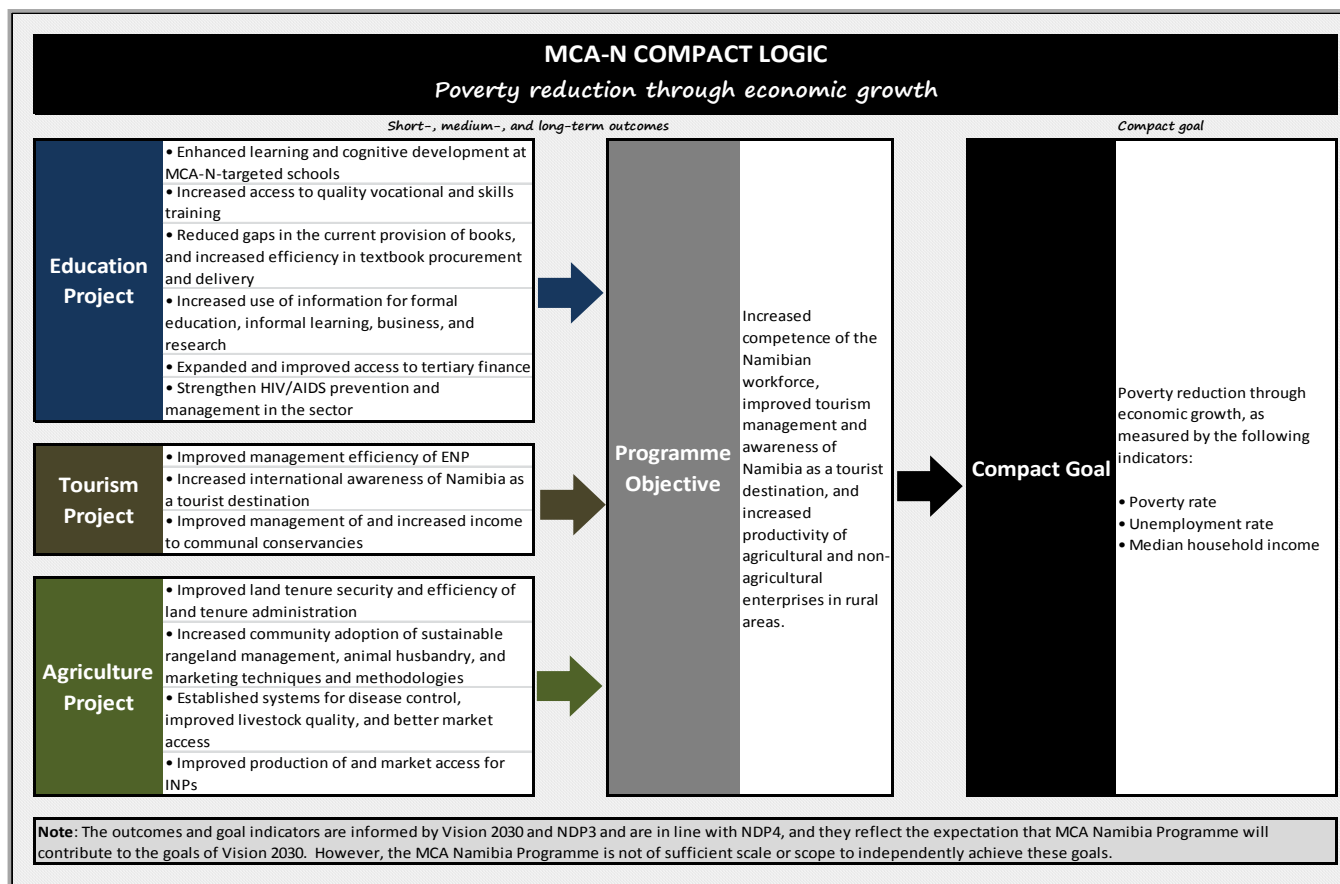 MCA-N COMPACT LOGIC
Poverty reduction through economic growth
Short-, medium-, and long-term outcomes
Compact goal
Education
Project
• Enhanced learning and cognitive development at
MCA-N-targeted schools
• Increased access to quality vocational and skills
training
• Reduced gaps in the current provision of books,
and increased efficiency in textbook procurement
and delivery
• Increased use of information for formal
education, informal learning, business, and
research
• Expanded and improved access to tertiary finance
• Strengthen HIV/AIDS prevention and
management in the sector
Tourism
Project
• Improved management efficiency of ENP
• Increased international awareness of Namibia as
a tourist destination
• Improved management of and increased income
to communal conservancies
Agriculture
Project
• Improved land tenure security and efficiency of
land tenure administration
• Increased community adoption of sustainable
rangeland management, animal husbandry, and
marketing techniques and methodologies
• Established systems for disease control,
improved livestock quality, and better market
access
• Improved production of and market access for
INPs
Programme
Objective
Increased
competence of the
Namibian
workforce,
improved tourism
management and
awareness of
Namibia as a tourist
destination, and
increased
productivity of
agricultural and non-
agricultural
enterprises in rural
areas.
Compact Goal
Poverty reduction through
economic growth, as
measured by the following
indicators:
• Poverty rate
• Unemployment rate
• Median household income
Note: The outcomes and goal indicators are informed by Vision 2030 and NDP3 and are in line with NDP4, and they reflect the expectation that MCA Namibia Programme will
contribute to the goals of Vision 2030. However, the MCA Namibia Programme is not of sufficient scale or scope to independently achieve these goals.